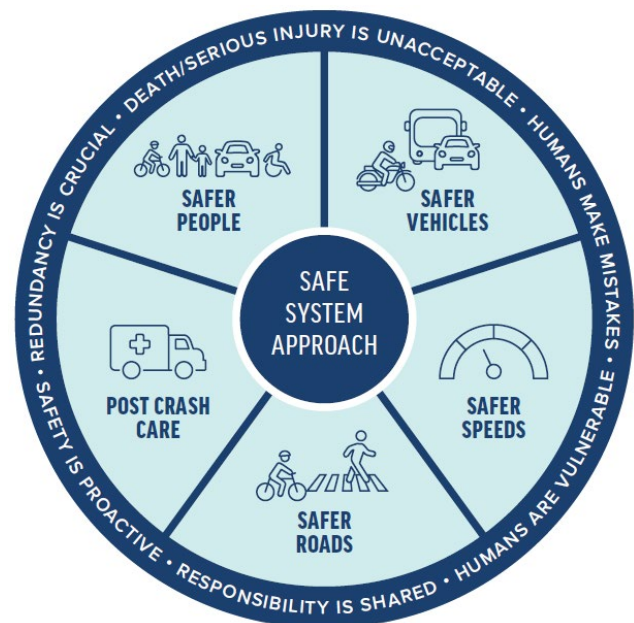 DEATH/SERIOUS INJURY IS UNACCEPTABLE • HUMANS MAKE MISTAKES • HUMANS ARE VULNERABLE • RESPONSIBILITY IS SHARED • SAFETY IS PROACTIVE • REDUNDANCY IS CRUCIAL •
SAFER
PEOPLE
SAFER
VEHICLES
SAFE
SYSTEM
APPROACH
POST CRASH
CARE
SAFER
SPEEDS
SAFER
ROADS